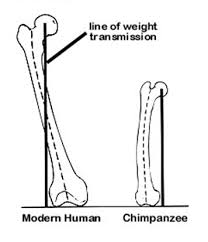 line of weight
transmission
Modern Human Chimpanzee